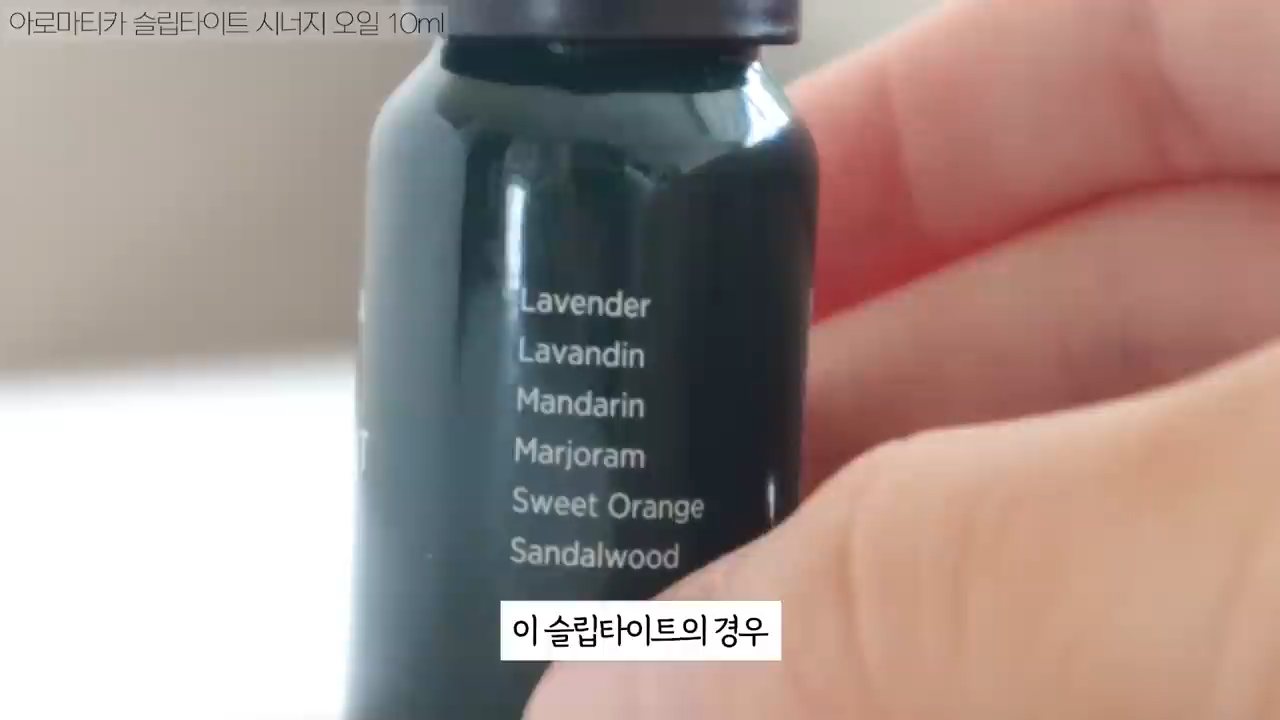 아로마티카 슬립타이트 시너지 오일 10ml
Lavender
Lavandin
Mandarin
Marjoram
Sweet Orange
Sandalwood
이 슬립타이트의 경우